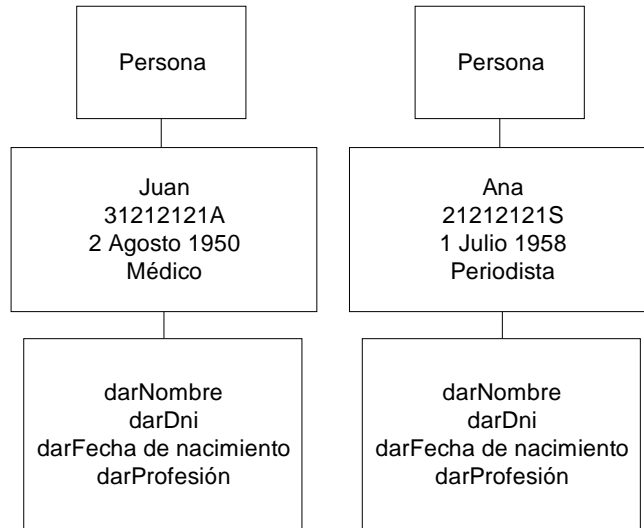 Persona
Juan
31212121A
2 Agosto 1950
Médico
darNombre
darDni
darFecha de nacimiento
darProfesión
Persona
Ana
21212121S
1 Julio 1958
Periodista
darNombre
darDni
darFecha de nacimiento
darProfesión